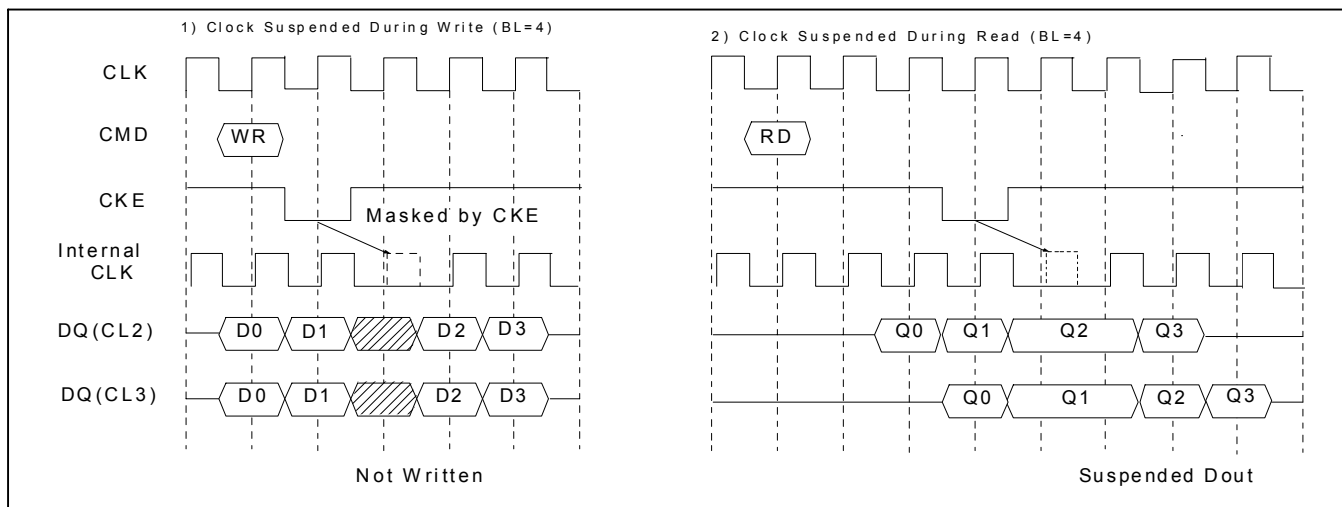 1) Clock Suspended During Write (BL=4)
2) Clock Suspended During Read (BL=4)
CLK
CMD
WR
RD
CKE
Masked by CKE
Internal
CLK
DQ(CL2)
D0 D1 D2 D3
Q0 Q1 Q2 Q3
DQ(CL3)
D0 D1 D2 D3
Q0 Q1 Q2 Q3
Not Written
Suspended Dout